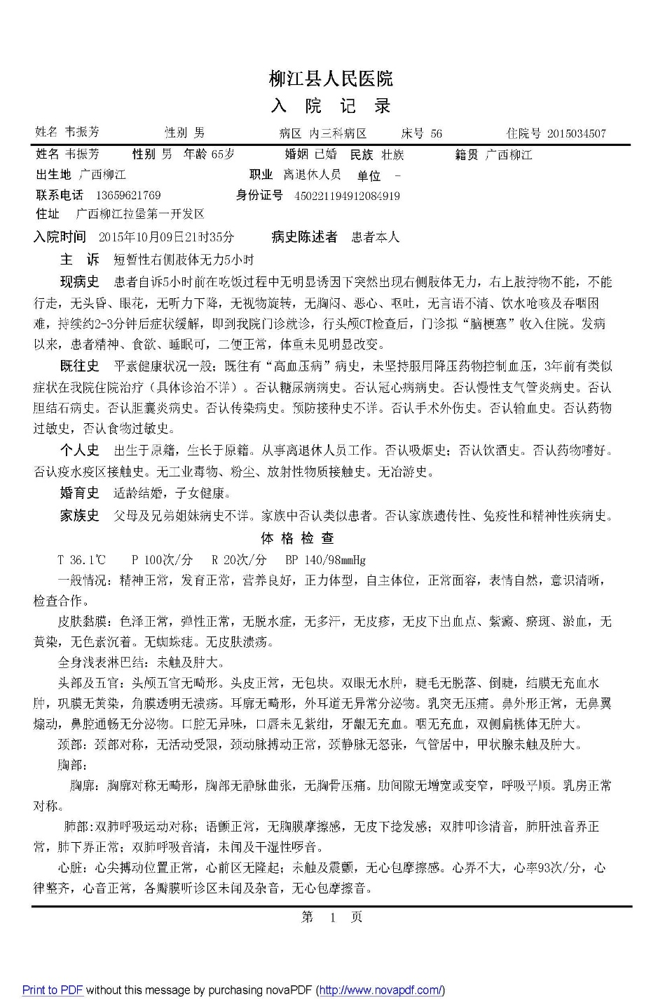 柳江县人民医院
入 院 记 录
姓名 韦振芳 性别 男 病区 内三科病区 床号 56 住院号 2015034507
姓名 韦振芳 性别 男 年龄 65岁 婚姻 已婚 民族 壮族 籍贯 广西柳江
出生地 广西柳江 职业 离退休人员 单位 -
联系电话 13659621769 身份证号 450221194912084919
住址 广西柳江拉堡第一开发区
入院时间 2015年10月09日21时35分 病史陈述者 患者本人
主 诉 短暂性右侧肢体无力5小时
现病史 患者自诉5小时前在吃饭过程中无明显诱因下突然出现右侧肢体无力，右上肢持物不能，不能
行走，无头昏、眼花，无听力下降，无视物旋转，无胸闷、恶心、呕吐，无言语不清、饮水呛咳及吞咽困
难，持续约2-3分钟后症状缓解，即到我院门诊就诊，行头颅CT检查后，门诊拟“脑梗塞”收入住院。发病
以来，患者精神、食欲、睡眠可，二便正常，体重未见明显改变。
既往史 平素健康状况一般；既往有“高血压病”病史，未坚持服用降压药物控制血压，3年前有类似
症状在我院住院治疗（具体诊治不详）。否认糖尿病病史。否认冠心病病史。否认慢性支气管炎病史。否认
胆结石病史。否认胆囊炎病史。否认传染病史。预防接种史不详。否认手术外伤史。否认输血史。否认药物
过敏史，否认食物过敏史。
个人史 出生于原籍，生长于原籍。从事离退休人员工作。否认吸烟史；否认饮酒史。否认药物嗜好。
否认疫水疫区接触史。无工业毒物、粉尘、放射性物质接触史。无冶游史。
婚育史 适龄结婚，子女健康。
家族史 父母及兄弟姐妹病史不详。家族中否认类似患者。否认家族遗传性、免疫性和精神性疾病史。
体 格 检 查
T 36.1℃ P 100次/分 R 20次/分 BP 140/98mmHg
一般情况：精神正常，发育正常，营养良好，正力体型，自主体位，正常面容，表情自然，意识清晰，
检查合作。
皮肤黏膜：色泽正常，弹性正常，无脱水症，无多汗，无皮疹，无皮下出血点、紫癜、瘀斑、淤血，无
黄染，无色素沉着。无蜘蛛痣。无皮肤溃疡。
全身浅表淋巴结：未触及肿大。
头部及五官：头颅五官无畸形。头皮正常，无包块。双眼无水肿，睫毛无脱落、倒睫，结膜无充血水
肿，巩膜无黄染，角膜透明无溃疡。耳廓无畸形，外耳道无异常分泌物。乳突无压痛。鼻外形正常，无鼻翼
煽动，鼻腔通畅无分泌物。口腔无异味，口唇未见紫绀，牙龈无充血。咽无充血，双侧扁桃体无肿大。
颈部：颈部对称，无活动受限，颈动脉搏动正常，颈静脉无怒张，气管居中，甲状腺未触及肿大。
胸部：
胸廓：胸廓对称无畸形，胸部无静脉曲张，无胸骨压痛。肋间隙无增宽或变窄，呼吸平顺。乳房正常
对称。
肺部:双肺呼吸运动对称；语颤正常，无胸膜摩擦感，无皮下捻发感；双肺叩诊清音，肺肝浊音界正
常，肺下界正常；双肺呼吸音清，未闻及干湿性啰音。
心脏：心尖搏动位置正常，心前区无隆起；未触及震颤，无心包摩擦感。心界不大，心率93次/分，心
律整齐，心音正常，各瓣膜听诊区未闻及杂音，无心包摩擦音。
第 1 页
Print to PDF without this message by purchasing novaPDF (http://www.novapdf.com/)